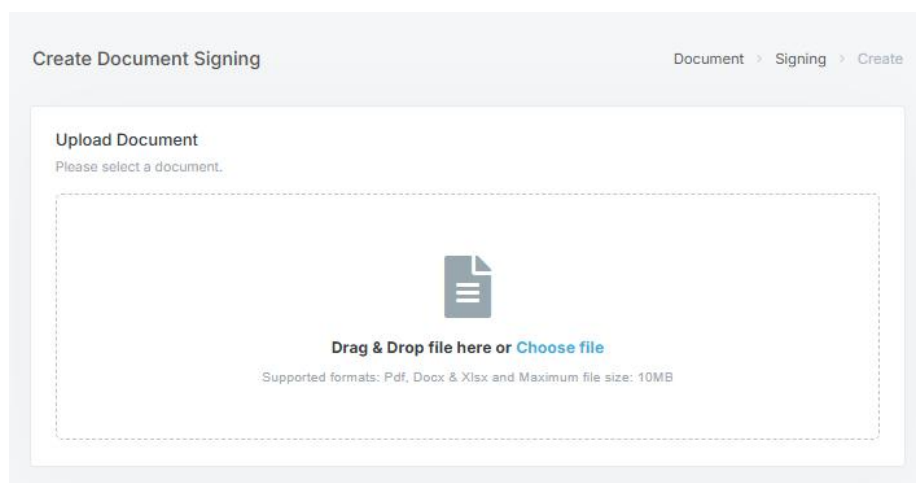 Create Document Signing
Document > Signing > Create
Upload Document
Please select a document.
Drag & Drop file here or Choose file
Supported formats: Pdf, Docx & Xlsx and Maximum file size: 10MB